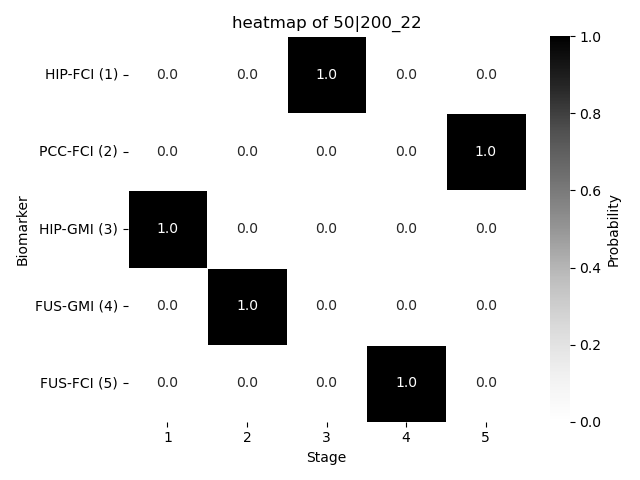 heatmap of 50|200_22
HIP-FCI (1) 0.0 0.0 1.0 0.0 0.0
PCC-FCI (2) 0.0 0.0 0.0 0.0 1.0
HIP-GMI (3) 1.0 0.0 0.0 0.0 0.0
FUS-GMI (4) 0.0 1.0 0.0 0.0 0.0
FUS-FCI (5) 0.0 0.0 0.0 1.0 0.0
1 2 3 4 5
Stage
Biomarker
1.0
0.8
0.6
0.4
0.2
0.0
Probability